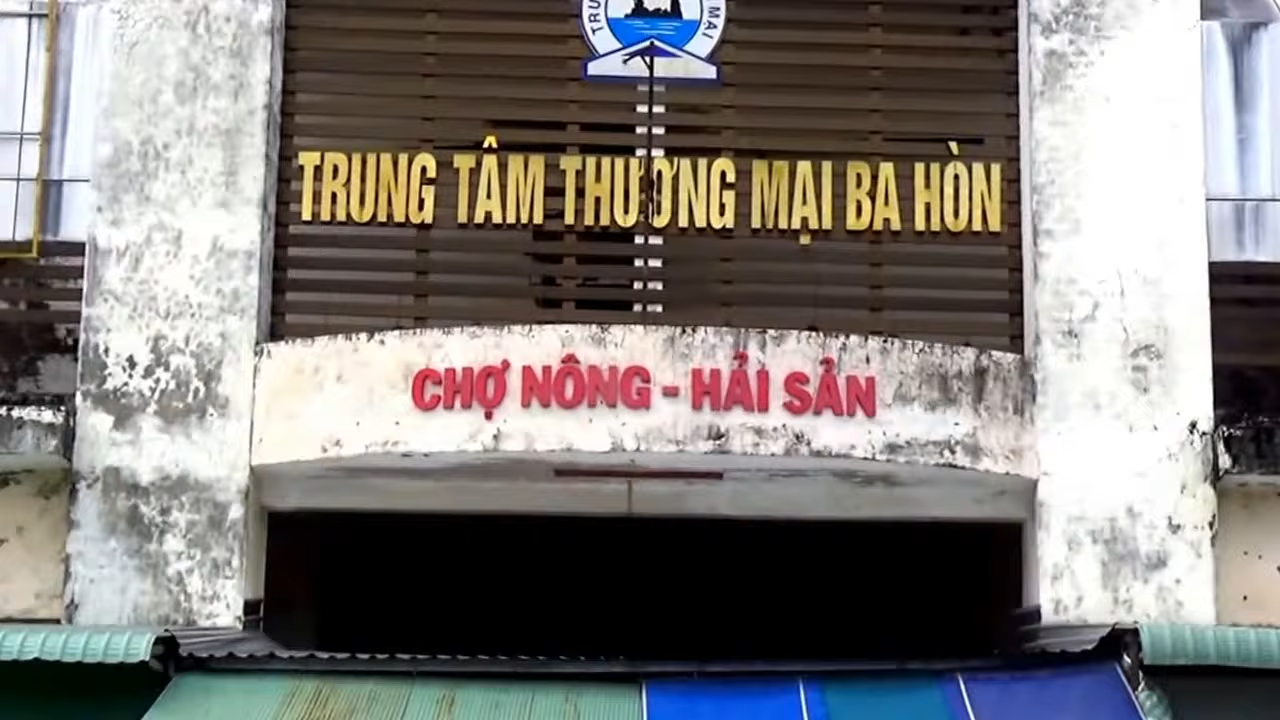 TRUNG TÂM THƯƠNG MẠI BA HÒN
CHỢ NÔNG - HẢI SẢN